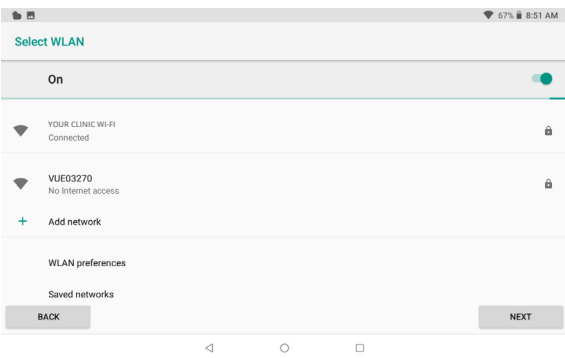 67% 8:51 AM
Select WLAN
On
YOUR CLINIC WI-FI
Connected
VUE03270
No Internet access
+ Add network
WLAN preferences
Saved networks
BACK
NEXT